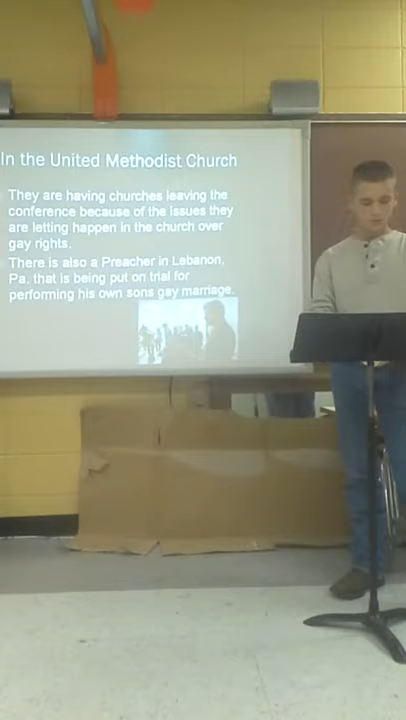 In the United Methodist Church
They are having churches leaving the
conference because of the issues they
are letting happen in the church over
gay rights.
There is also a Preacher in Lebanon,
Pa. that is being put on trial for
performing his own sons gay marriage.